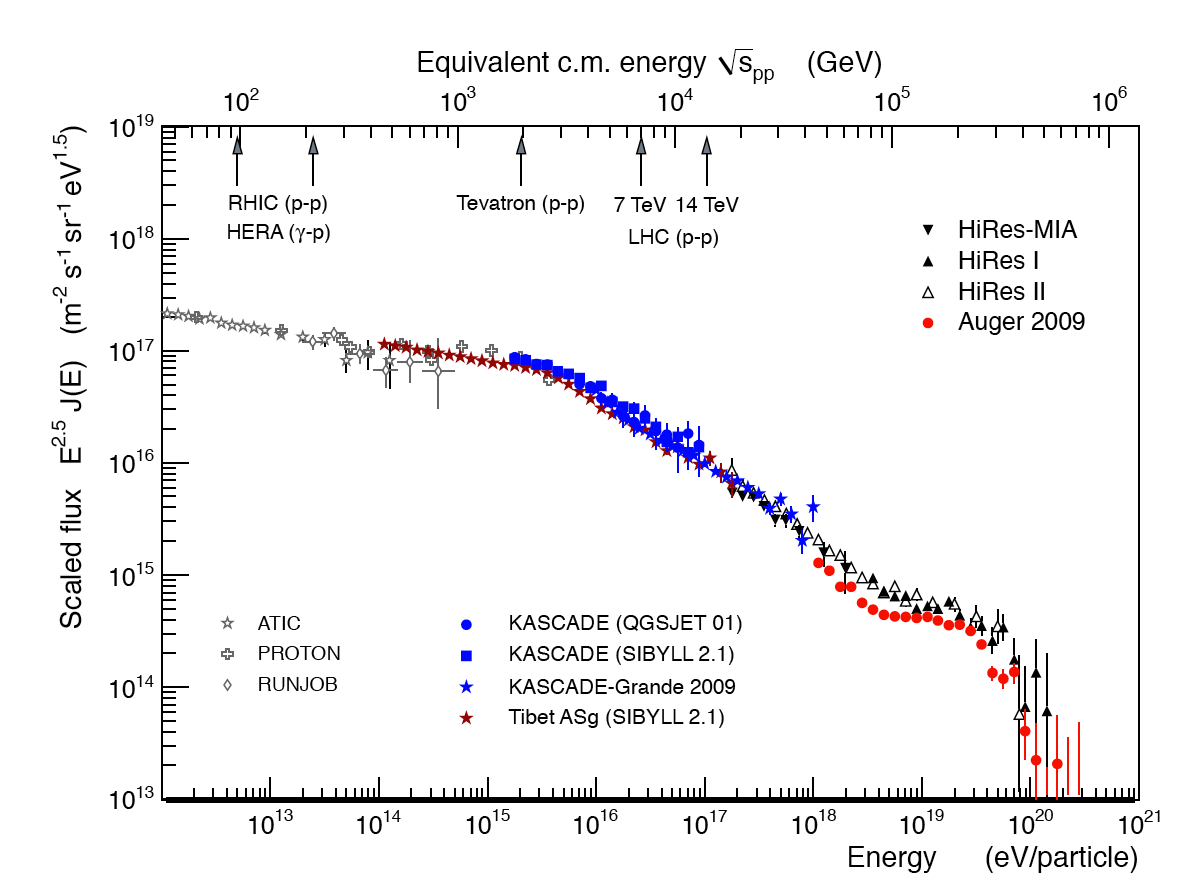 Equivalent c.m. energy √s_pp (GeV)
10^2 10^3 10^4 10^5 10^6
Scaled flux E^2.5 J(E) (m^-2 s^-1 sr^-1 eV^1.5)
10^19
10^18
10^17
10^16
10^15
10^14
10^13
RHIC (p-p)
HERA (γ-p)
Tevatron (p-p)
7 TeV 14 TeV
LHC (p-p)
HiRes-MIA
HiRes I
HiRes II
Auger 2009
ATIC
PROTON
RUNJOB
KASCADE (QGSJET 01)
KASCADE (SIBYLL 2.1)
KASCADE-Grande 2009
Tibet ASg (SIBYLL 2.1)
10^13 10^14 10^15 10^16 10^17 10^18 10^19 10^20 10^21
Energy (eV/particle)